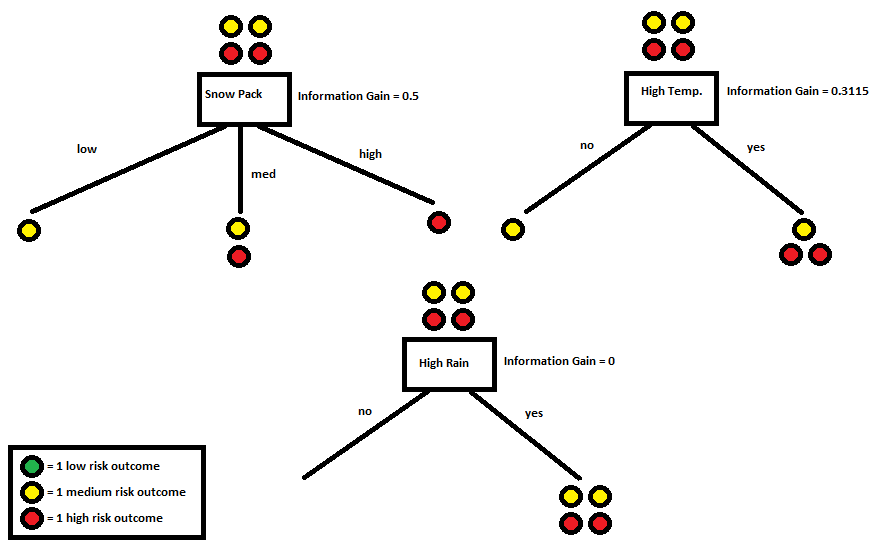 Snow Pack
Information Gain = 0.5
low
med
high
High Temp.
Information Gain = 0.3115
no
yes
High Rain
Information Gain = 0
no
yes
= 1 low risk outcome
= 1 medium risk outcome
= 1 high risk outcome